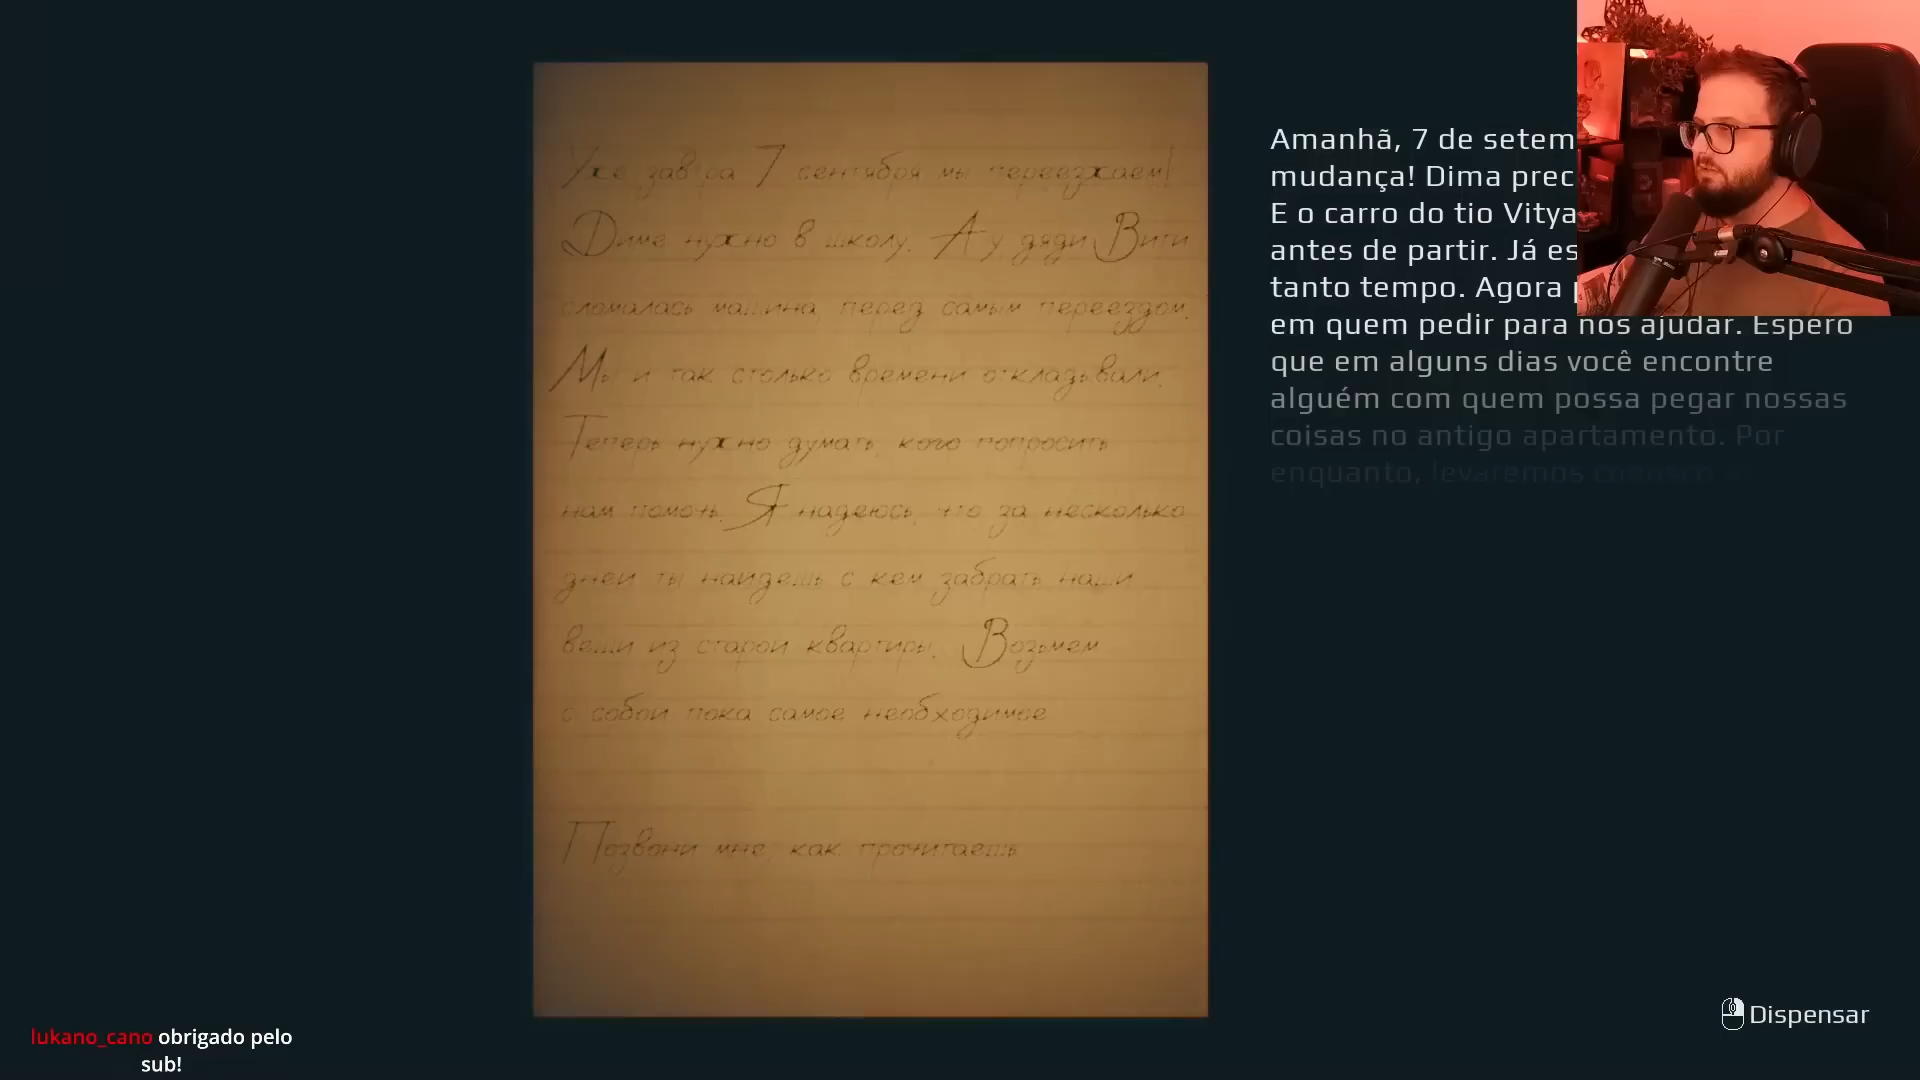 Уже завтра 7 сентября мы переезжаем!
Диме нужно в школу. А у дяди Вити
сломалась машина перед самым переездом.
Мы и так столько времени откладывали.
Теперь нужно думать, кого попросить
нам помочь. Я надеюсь, что за несколько
дней ты найдешь с кем забрать наши
вещи из старой квартиры. Возьмем
с собой пока самое необходимое
Позвони мне, как прочитаешь
Amanhã, 7 de setem
mudança! Dima prec
E o carro do tio Vitya
antes de partir. Já es
tanto tempo. Agora
em quem pedir para nos ajudar. Espero
que em alguns dias você encontre
alguém com quem possa pegar nossas
coisas no antigo apartamento. Por
enquanto, levaremos conosco
Dispensar
lukano_cano obrigado pelo
sub!